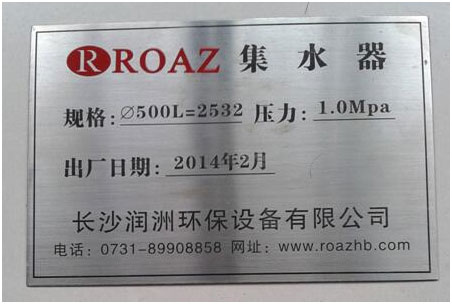 R ROAZ 集水器
规格: ∅500L=2532 压力: 1.0Mpa
出厂日期: 2014年2月
长沙润洲环保设备有限公司
电话: 0731-89908858 网址: www.roazhb.com